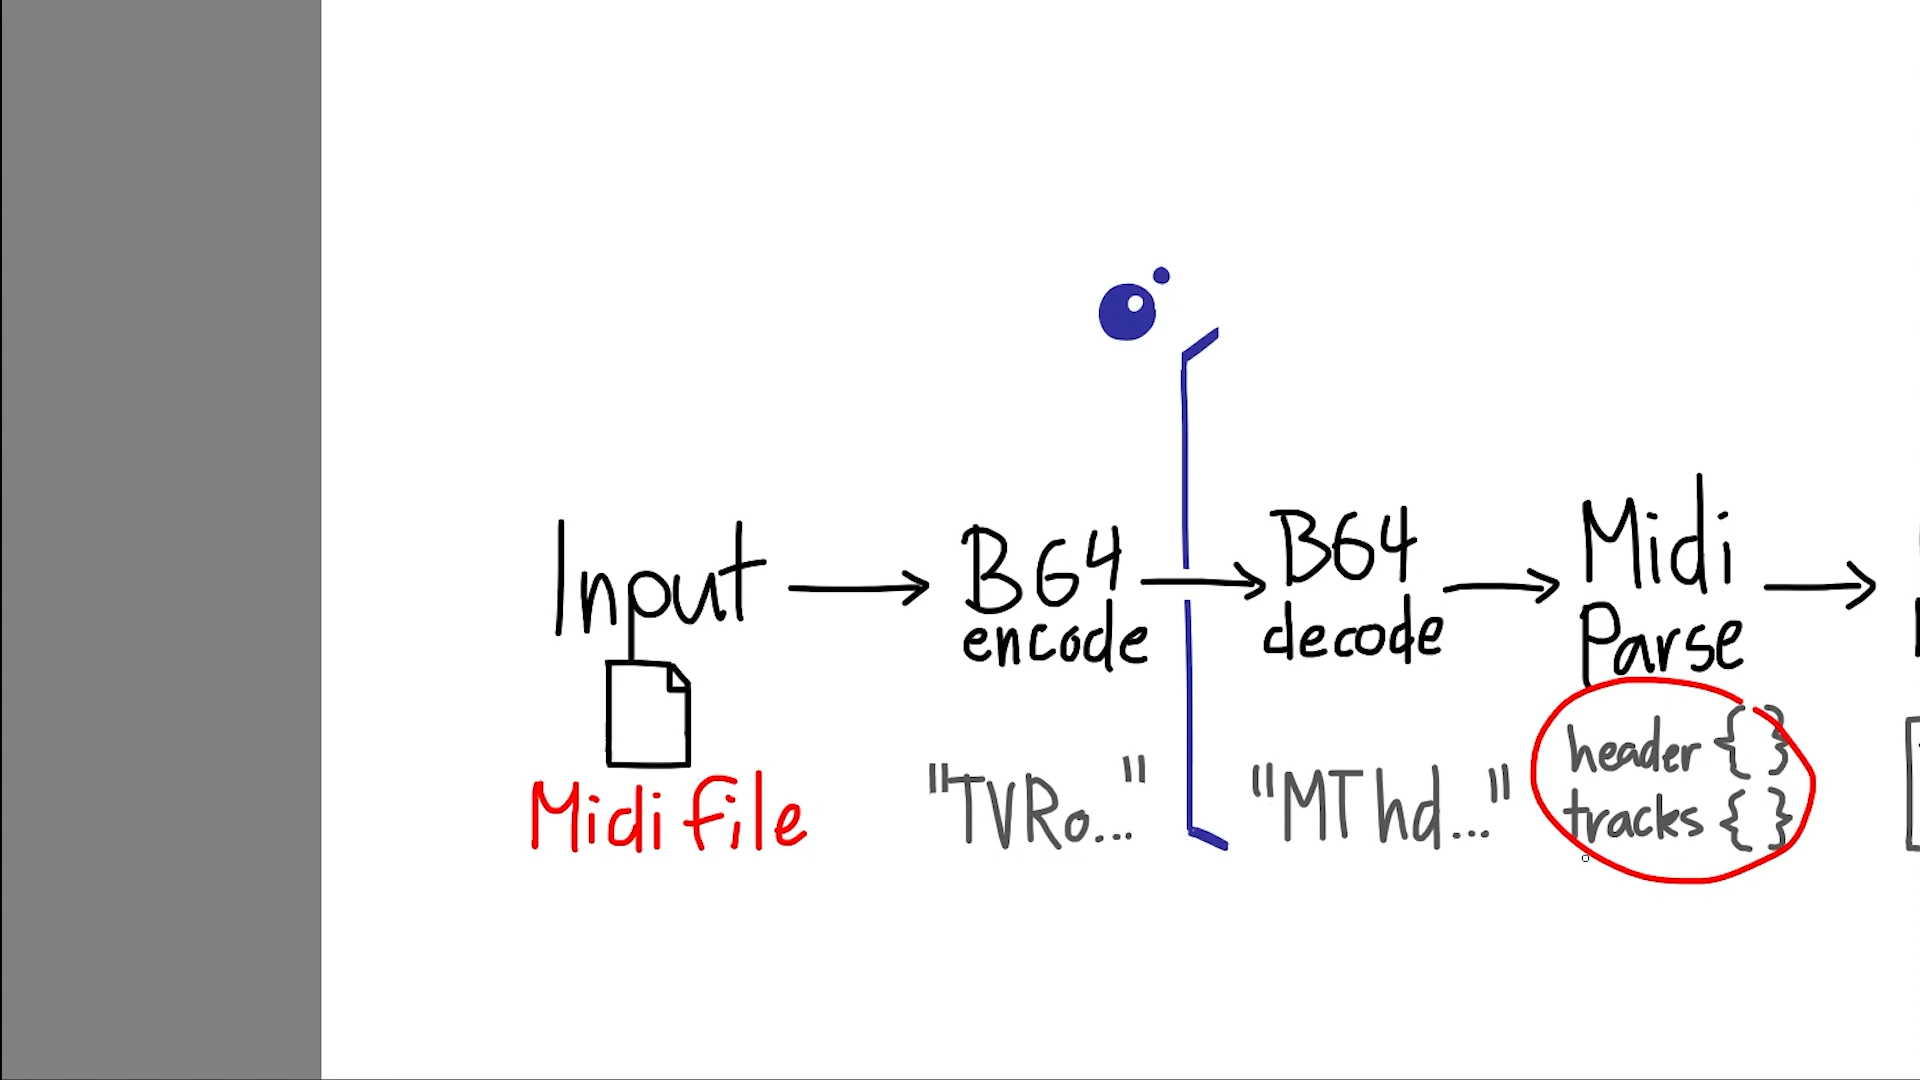 Input
B64
encode
B64
decode
Midi
Parse
Midi file
"TVRo..."
"MThd..."
header { }
tracks { }